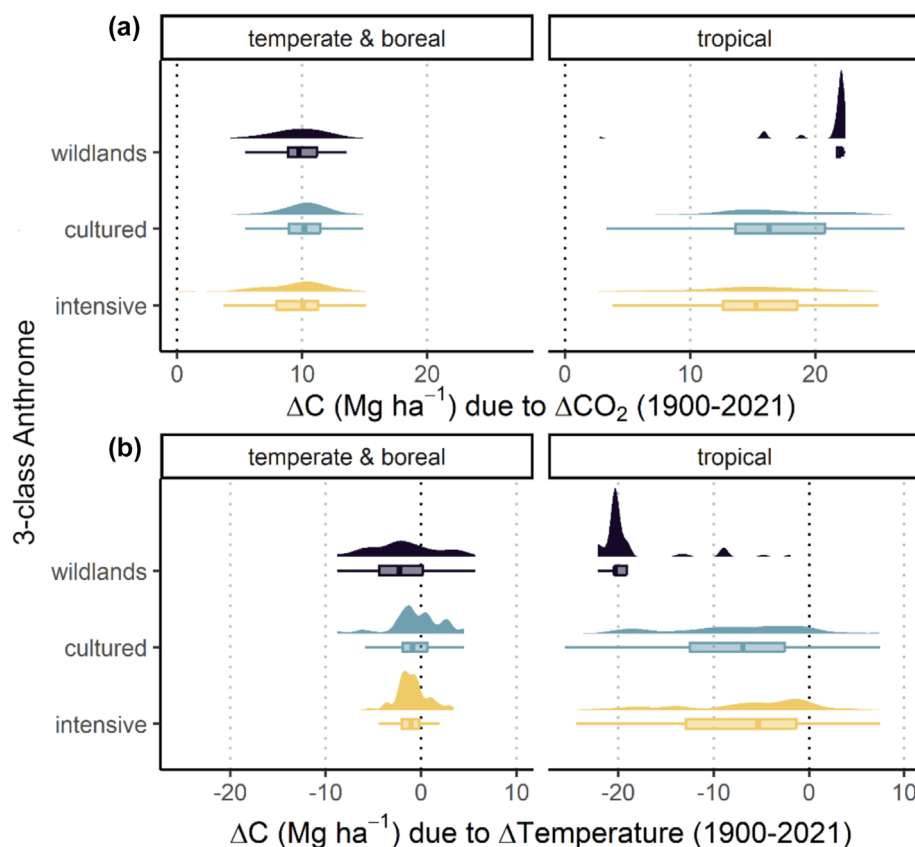 (a)
temperate & boreal
tropical
wildlands
cultured
intensive
0 10 20
0 10 20
ΔC (Mg ha⁻¹) due to ΔCO₂ (1900-2021)
3-class Anthrome
(b)
temperate & boreal
tropical
wildlands
cultured
intensive
-20 -10 0 10
-20 -10 0 10
ΔC (Mg ha⁻¹) due to ΔTemperature (1900-2021)